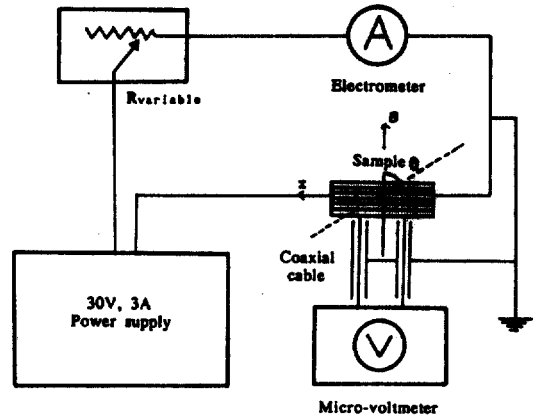 A
Rvariable
Electrometer
B
Sample θ
Coaxial
cable
30V, 3A
Power supply
V
Micro-voltmeter